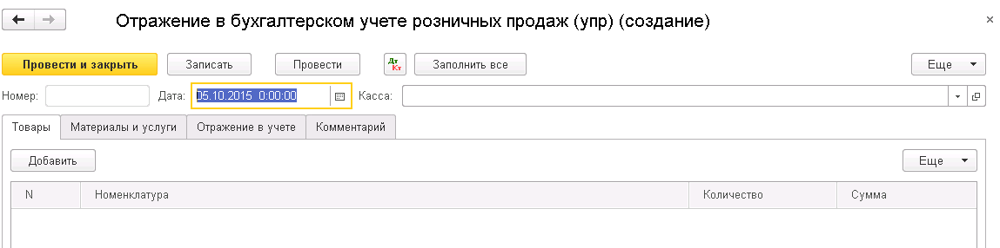 Отражение в бухгалтерском учете розничных продаж (упр) (создание)
Провести и закрыть Записать Провести Дт Кт Заполнить все Еще
Номер: Дата: 05.10.2015 0:00:00 Касса:
Товары Материалы и услуги Отражение в учете Комментарий
Добавить Еще
N Номенклатура Количество Сумма